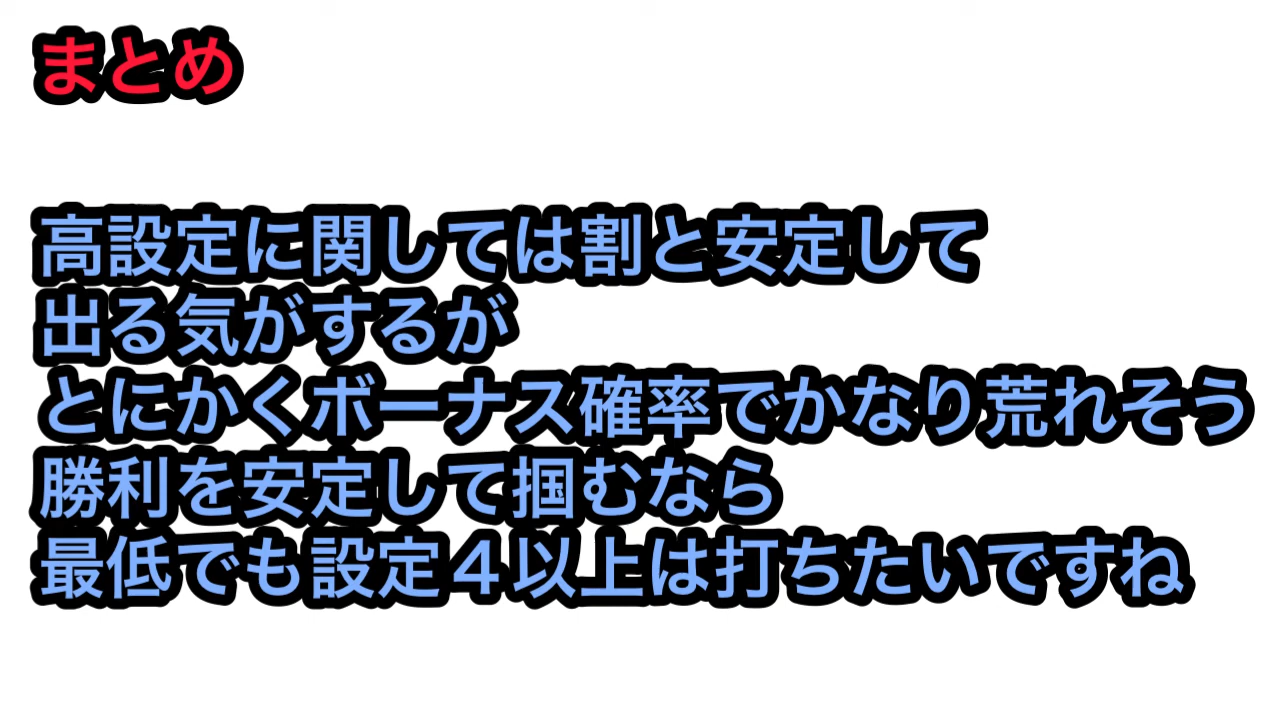 まとめ
高設定に関しては割と安定して
出る気がするが
とにかくボーナス確率でかなり荒れそう
勝利を安定して掴むなら
最低でも設定４以上は打ちたいですね